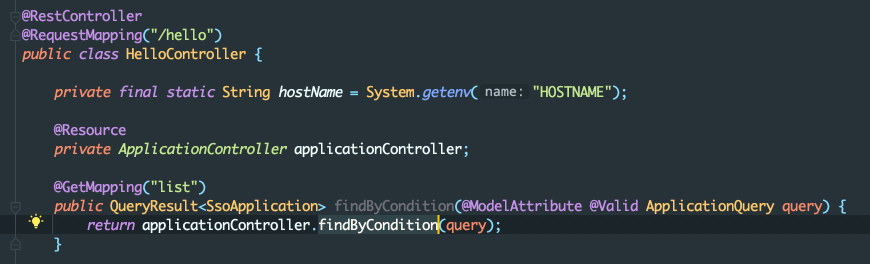 @RestController
@RequestMapping("/hello")
public class HelloController {
private final static String hostName = System.getenv( name: "HOSTNAME");
@Resource
private ApplicationController applicationController;
@GetMapping("list")
public QueryResult<SsoApplication> findByCondition(@ModelAttribute @Valid ApplicationQuery query) {
return applicationController.findByCondition(query);
}